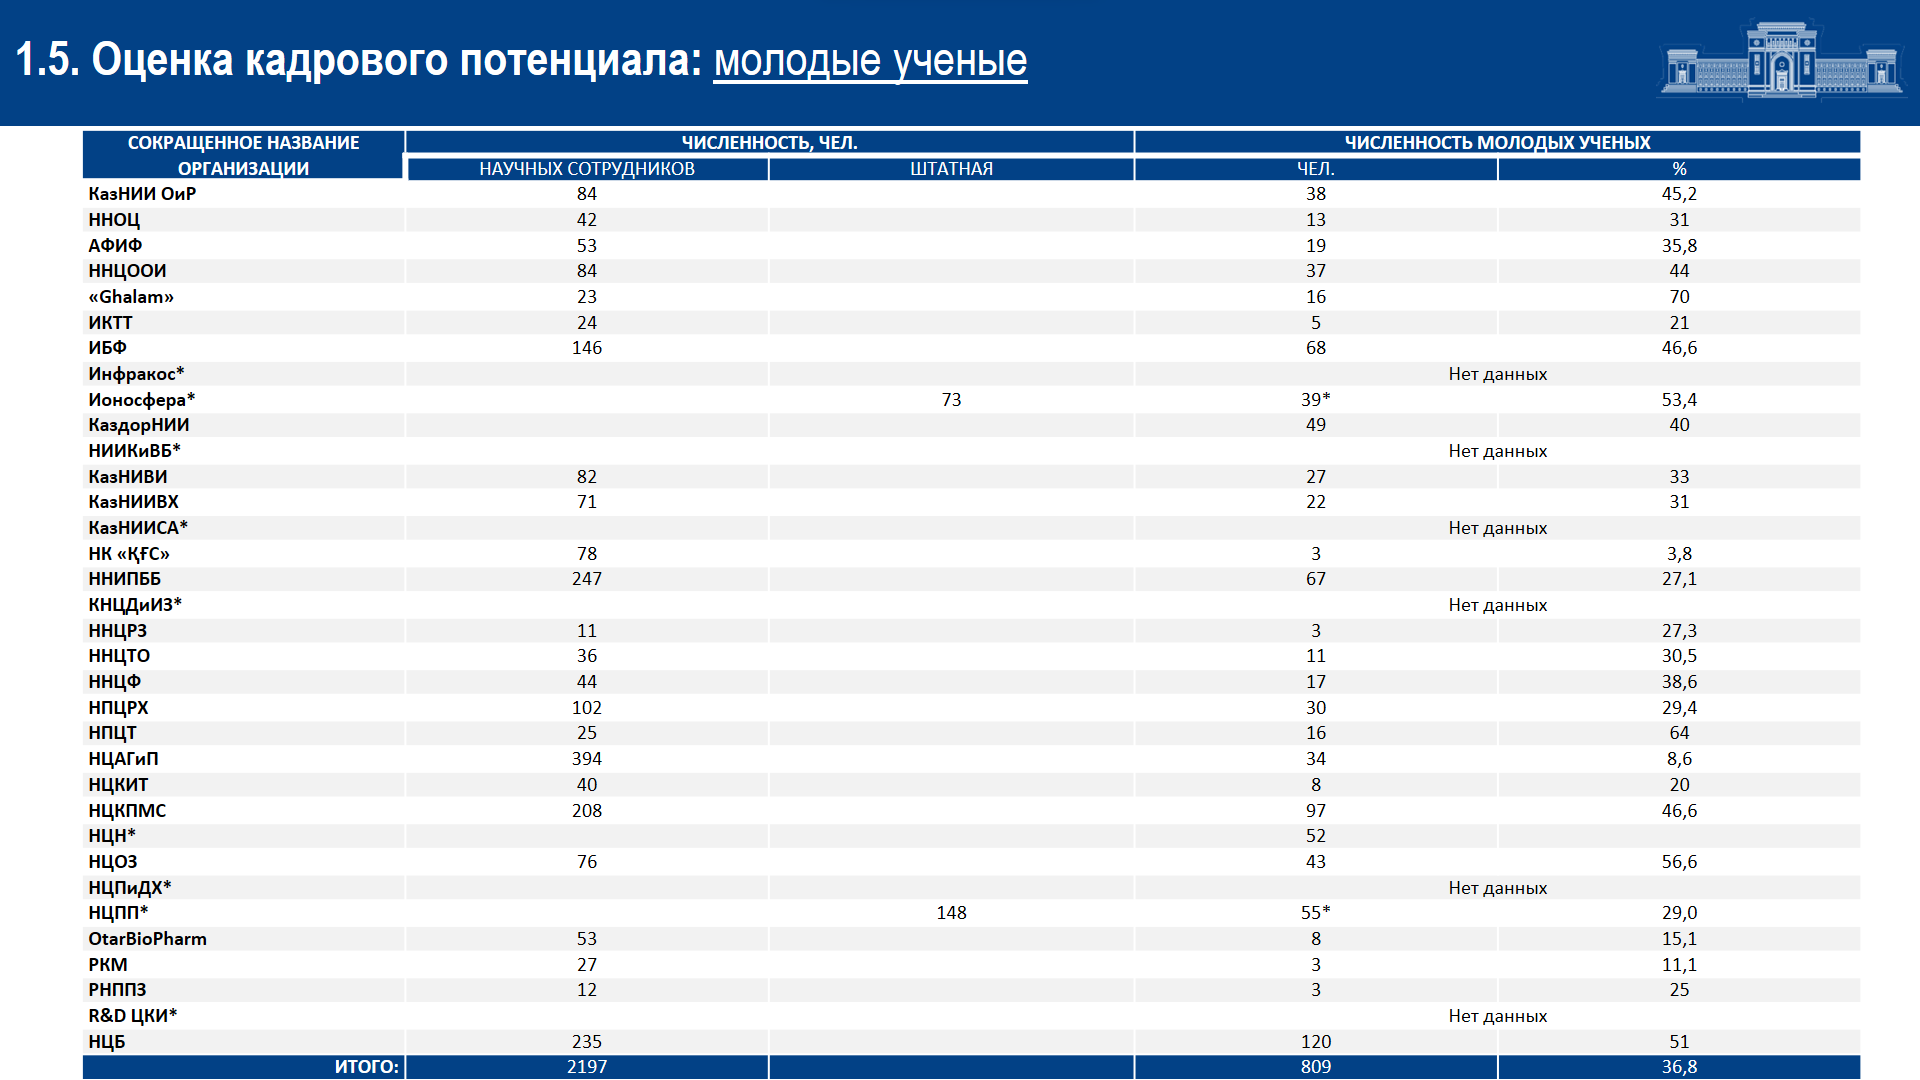 1.5. Оценка кадрового потенциала: молодые ученые
СОКРАЩЕННОЕ НАЗВАНИЕ ОРГАНИЗАЦИИ ЧИСЛЕННОСТЬ, ЧЕЛ. ЧИСЛЕННОСТЬ МОЛОДЫХ УЧЕНЫХ
НАУЧНЫХ СОТРУДНИКОВ ШТАТНАЯ ЧЕЛ. %
КазНИИ ОиР 84 38 45,2
ННОЦ 42 13 31
АФИФ 53 19 35,8
ННЦООИ 84 37 44
«Ghalam» 23 16 70
ИКТТ 24 5 21
ИБФ 146 68 46,6
Инфракос* Нет данных
Ионосфера* 73 39* 53,4
КаздорНИИ 49 40
НИИКиВБ* Нет данных
КазНИВИ 82 27 33
КазНИИВХ 71 22 31
КазНИИСА* Нет данных
НК «ҚҒС» 78 3 3,8
ННИПББ 247 67 27,1
КНЦДиИЗ* Нет данных
ННЦРЗ 11 3 27,3
ННЦТО 36 11 30,5
ННЦФ 44 17 38,6
НПЦРХ 102 30 29,4
НПЦТ 25 16 64
НЦАГиП 394 34 8,6
НЦКИТ 40 8 20
НЦКПМС 208 97 46,6
НЦН* 52
НЦОЗ 76 43 56,6
НЦПиДХ* Нет данных
НЦПП* 148 55* 29,0
OtarBioPharm 53 8 15,1
РКМ 27 3 11,1
РНППЗ 12 3 25
R&D ЦКИ* Нет данных
НЦБ 235 120 51
ИТОГО: 2197 809 36,8